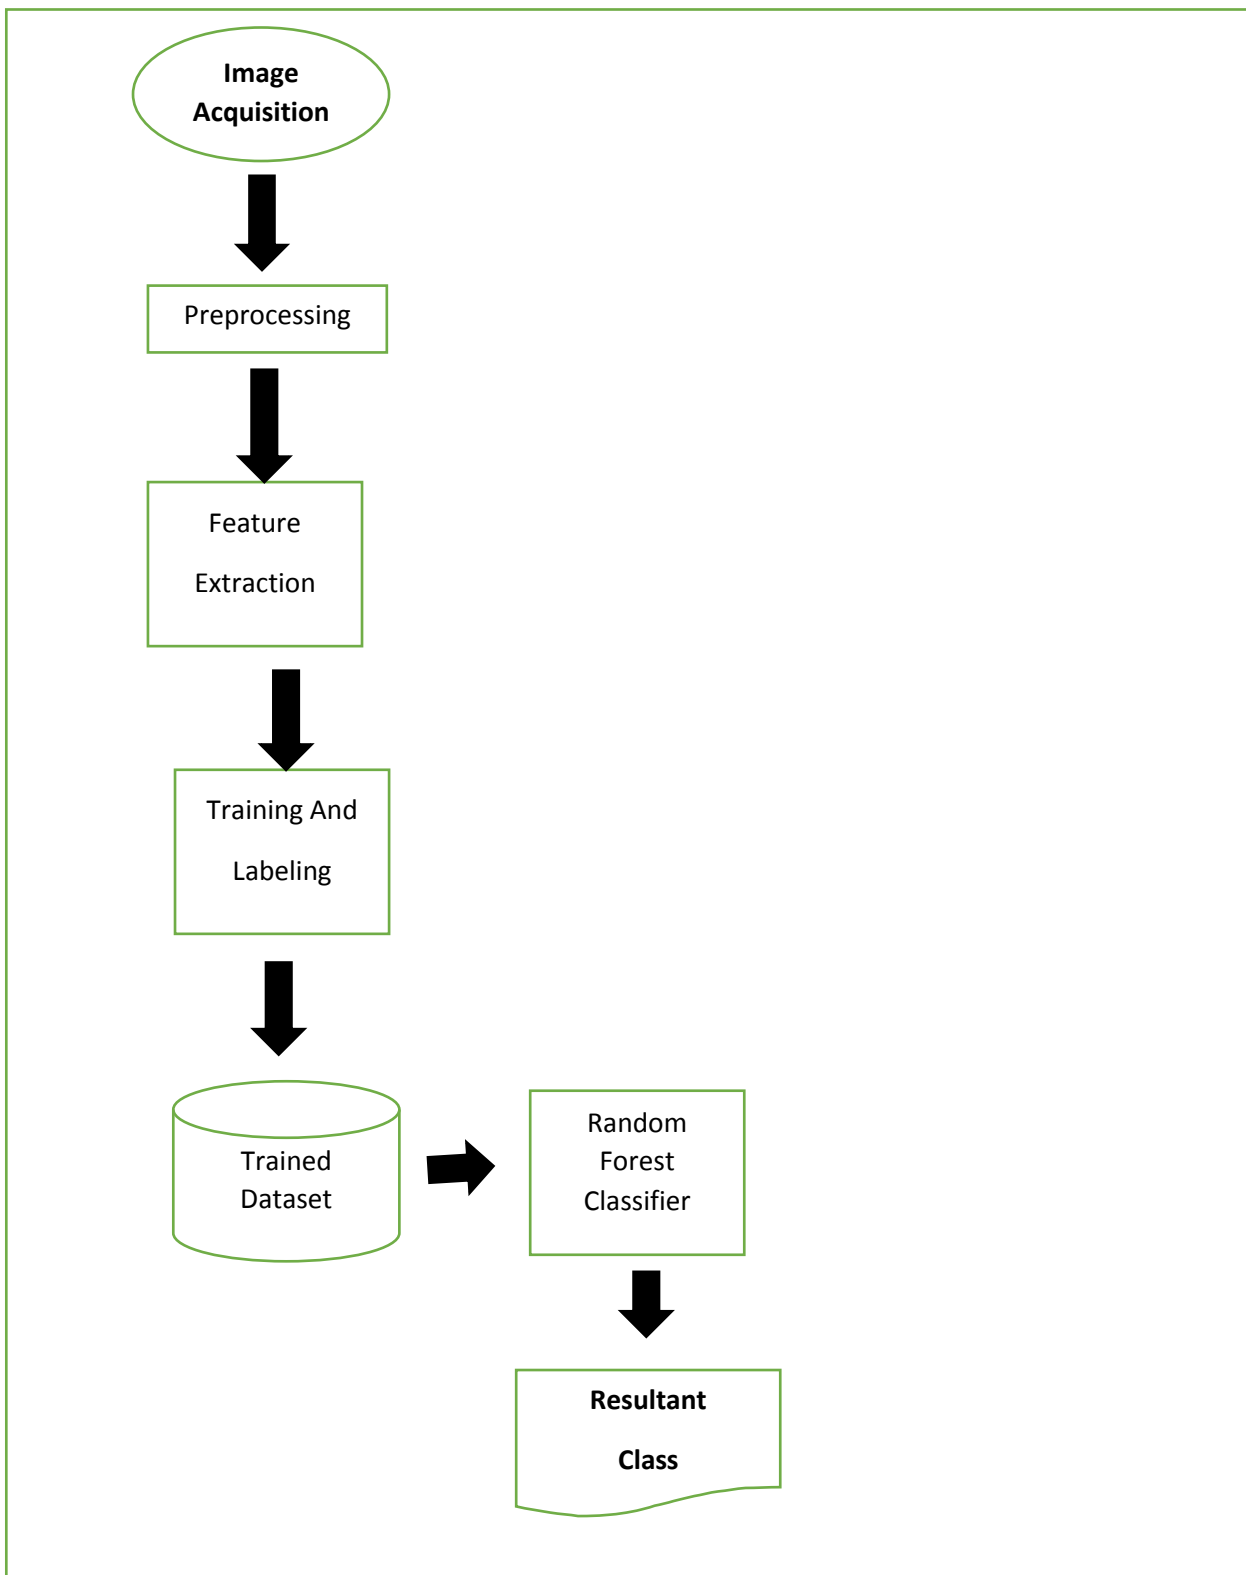 Image
Acquisition
Preprocessing
Feature
Extraction
Training And
Labeling
Trained
Dataset
Random
Forest
Classifier
Resultant
Class